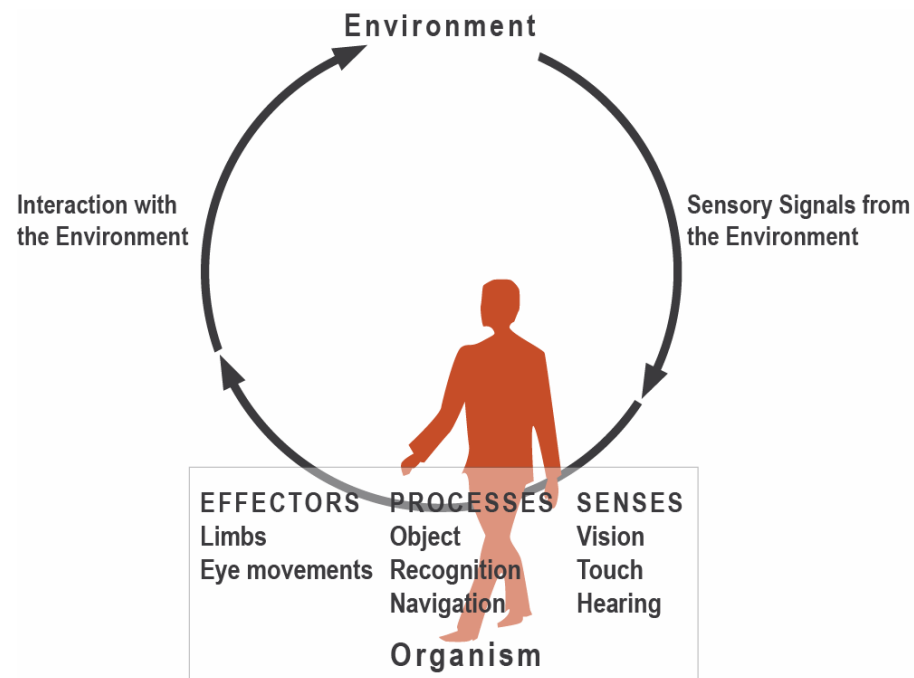 Environment
Interaction with
the Environment
Sensory Signals from
the Environment
EFFECTORS
Limbs
Eye movements
PROCESSES
Object
Recognition
Navigation
SENSES
Vision
Touch
Hearing
Organism